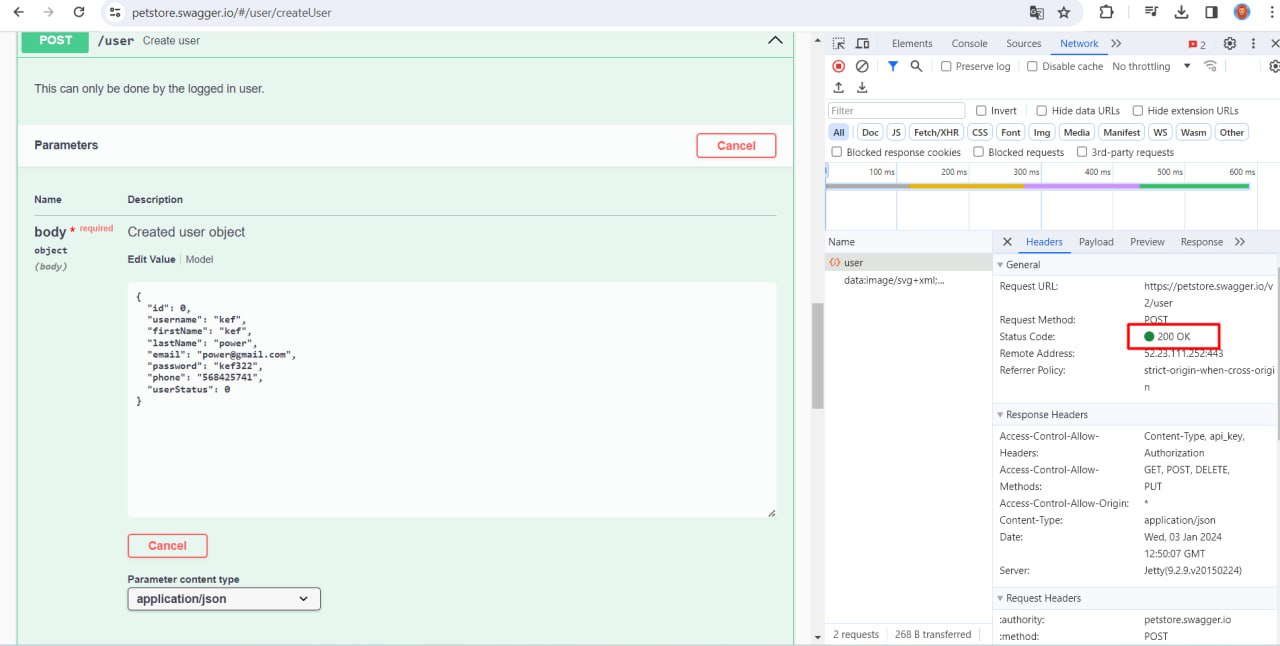 petstore.swagger.io/#/user/createUser
POST /user Create user
This can only be done by the logged in user.
Parameters
Cancel
Name Description
body * required
object
(body)
Created user object
Edit Value | Model
{
"id": 0,
"username": "kef",
"firstName": "kef",
"lastName": "power",
"email": "power@gmail.com",
"password": "kef322",
"phone": "568425741",
"userStatus": 0
}
Cancel
Parameter content type
application/json
Elements Console Sources Network 2
Preserve log Disable cache No throttling
Filter Invert Hide data URLs Hide extension URLs
All Doc JS Fetch/XHR CSS Font Img Media Manifest WS Wasm Other
Blocked response cookies Blocked requests 3rd-party requests
100 ms 200 ms 300 ms 400 ms 500 ms 600 ms
Name
user
data:image/svg+xml;...
2 requests 268 B transferred
Headers Payload Preview Response
General
Request URL: https://petstore.swagger.io/v
2/user
Request Method: POST
Status Code: 200 OK
Remote Address: 52.23.111.252:443
Referrer Policy: strict-origin-when-cross-origi
n
Response Headers
Access-Control-Allow- Content-Type, api_key,
Headers: Authorization
Access-Control-Allow- GET, POST, DELETE,
Methods: PUT
Access-Control-Allow-Origin: *
Content-Type: application/json
Date: Wed, 03 Jan 2024
12:50:07 GMT
Server: Jetty(9.2.9.v20150224)
Request Headers
:authority: petstore.swagger.io
:method: POST